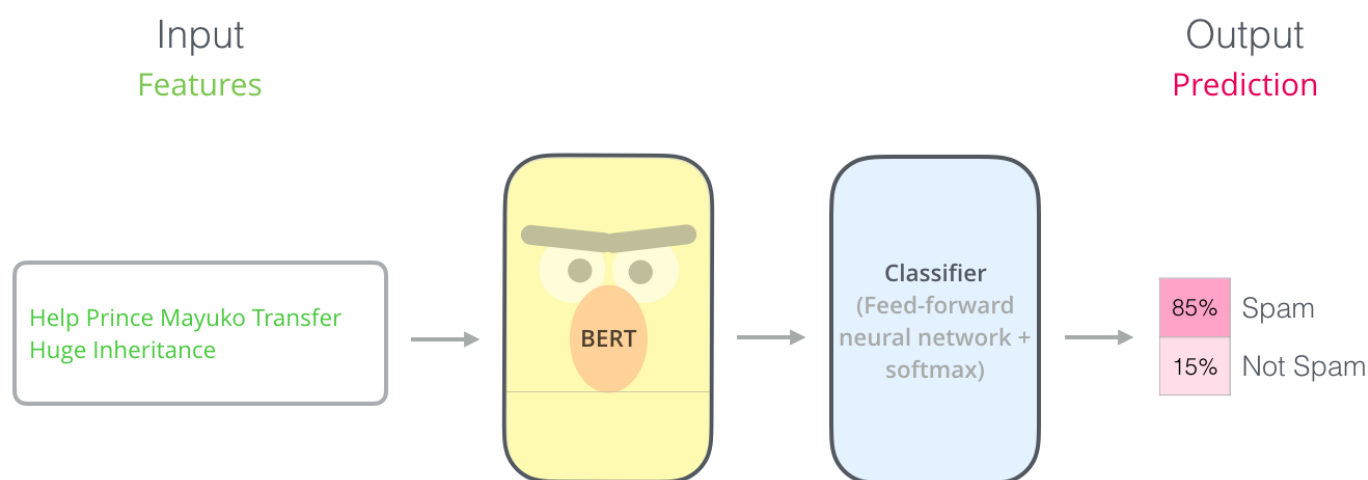 Input
Features
Output
Prediction
Help Prince Mayuko Transfer
Huge Inheritance
BERT
Classifier
(Feed-forward
neural network +
softmax)
85% Spam
15% Not Spam